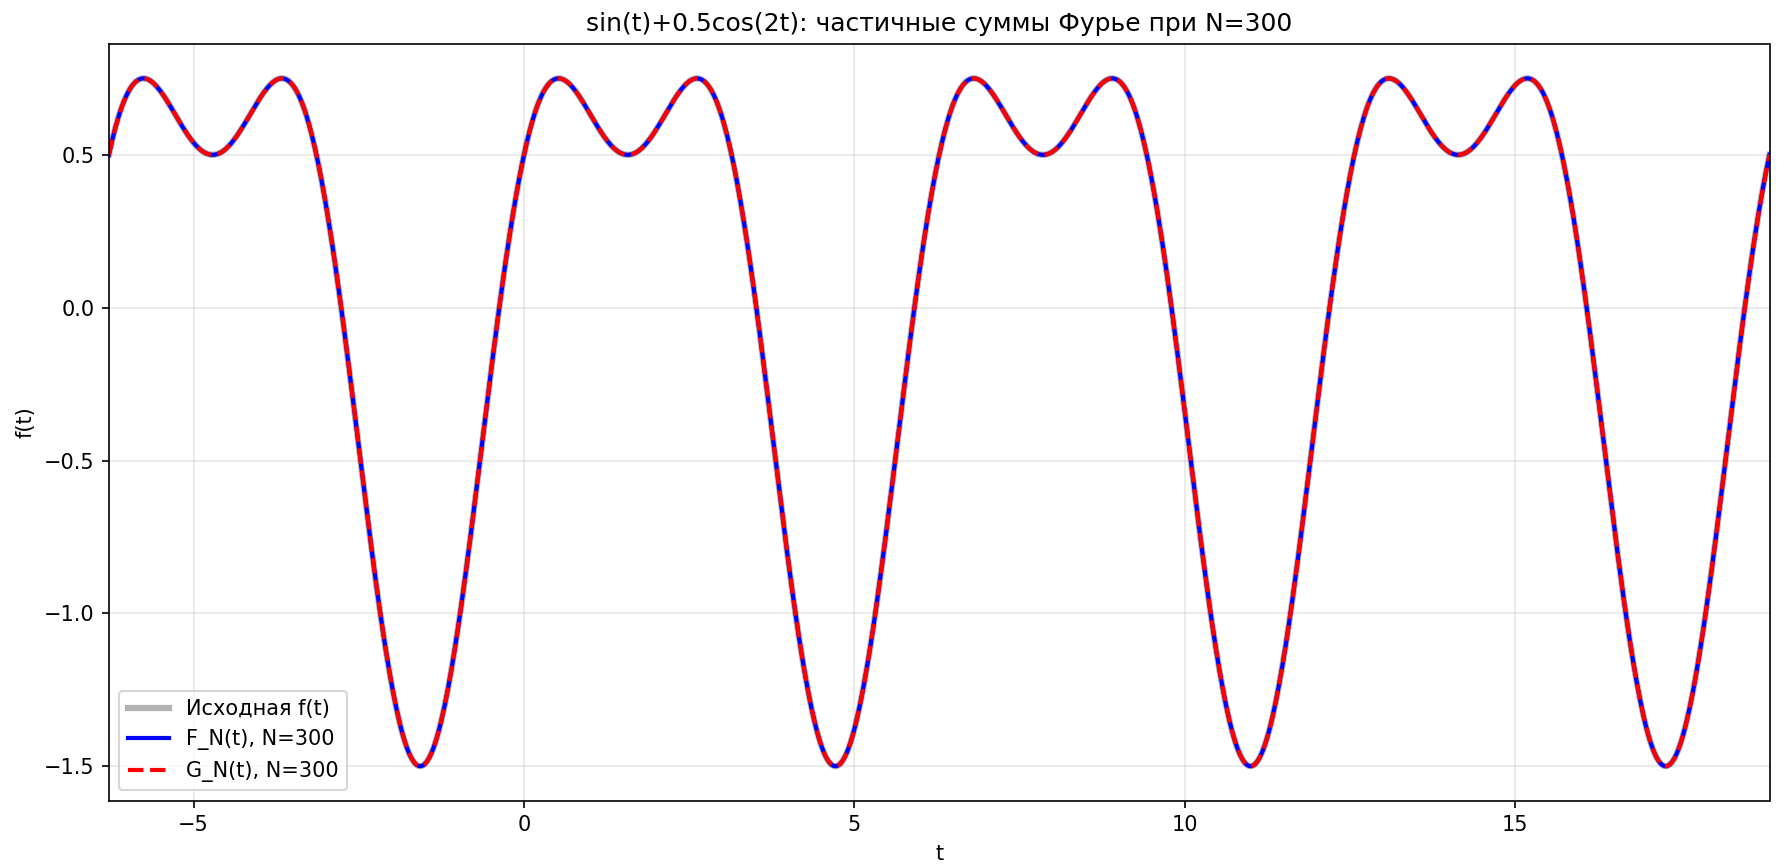 sin(t)+0.5cos(2t): частичные суммы Фурье при N=300
f(t)
0.5
0.0
−0.5
−1.0
−1.5
Исходная f(t)
F_N(t), N=300
G_N(t), N=300
−5 0 5 10 15
t